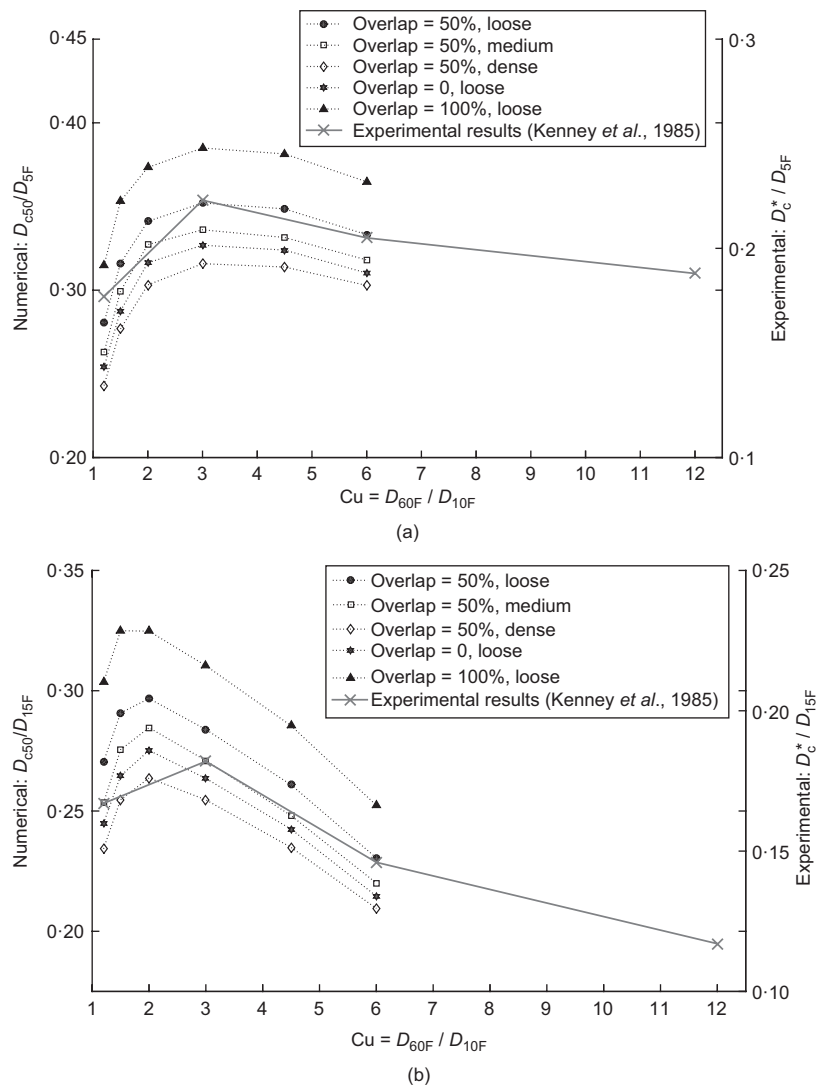 0·45
0·40
0·30
0·20
Numerical: Dc50/D5F
Overlap = 50%, loose
Overlap = 50%, medium
Overlap = 50%, dense
Overlap = 0, loose
Overlap = 100%, loose
Experimental results (Kenney et al., 1985)
0·3
0·2
0·1
Experimental: Dc* / D5F
1 2 3 4 5 6 7 8 9 10 11 12
Cu = D60F / D10F
(a)
0·35
0·30
0·25
0·20
Numerical: Dc50/D15F
Overlap = 50%, loose
Overlap = 50%, medium
Overlap = 50%, dense
Overlap = 0, loose
Overlap = 100%, loose
Experimental results (Kenney et al., 1985)
0·25
0·20
0·15
0·10
Experimental: Dc* / D15F
1 2 3 4 5 6 7 8 9 10 11 12
Cu = D60F / D10F
(b)